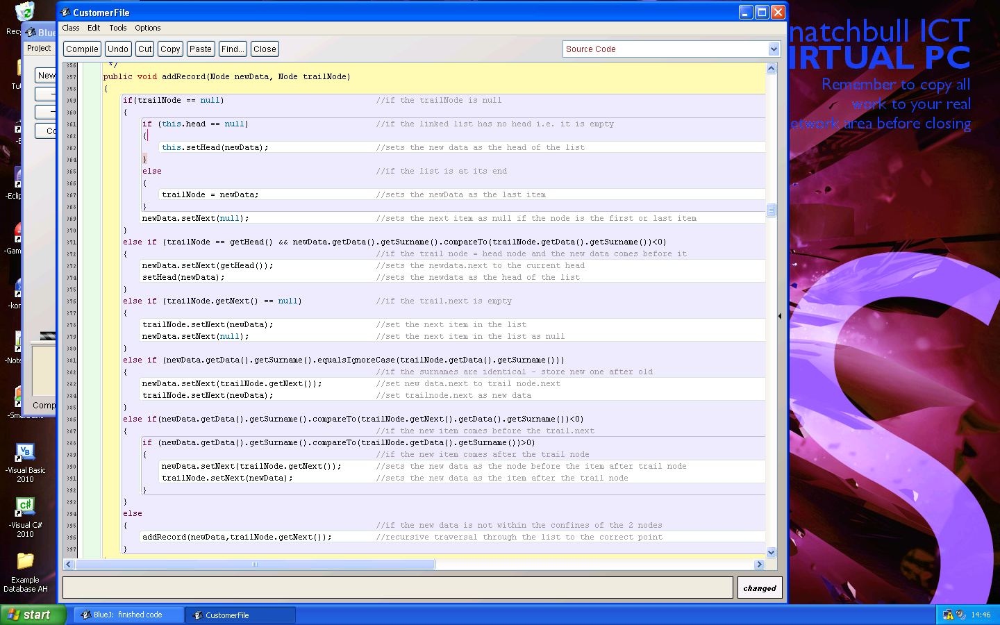 CustomerFile
Class Edit Tools Options
Compile Undo Cut Copy Paste Find... Close
Source Code
356 */
357 public void addRecord(Node newData, Node trailNode)
358 {
359 if(trailNode == null) //if the trailNode is null
360 {
361 if (this.head == null) //if the linked list has no head i.e. it is empty
362 {
363 this.setHead(newData); //sets the new data as the head of the list
364 }
365 else //if the list is at its end
366 {
367 trailNode = newData; //sets the newData as the last item
368 }
369 newData.setNext(null); //sets the next item as null if the node is the first or last item
370 }
371 else if (trailNode == getHead() && newData.getData().getSurname().compareTo(trailNode.getData().getSurname())<0)
372 { //if the trail node = head node and the new data comes before it
373 newData.setNext(getHead()); //sets the newdata.next to the current head
374 setHead(newData); //sets the newdata as the head of the list
375 }
376 else if (trailNode.getNext() == null) //if the trail.next is empty
377 {
378 trailNode.setNext(newData); //set the next item in the list
379 newData.setNext(null); //set the next item in the list as null
380 }
381 else if (newData.getData().getSurname().equalsIgnoreCase(trailNode.getData().getSurname()))
382 { //if the surnames are identical - store new one after old
383 newData.setNext(trailNode.getNext()); //set new data.next to trail node.next
384 trailNode.setNext(newData); //set trailnode.next as new data
385 }
386 else if(newData.getData().getSurname().compareTo(trailNode.getNext().getData().getSurname())<0)
387 { //if the new item comes before the trail.next
388 if (newData.getData().getSurname().compareTo(trailNode.getData().getSurname())>0)
389 { //if the new item comes after the trail node
390 newData.setNext(trailNode.getNext()); //sets the new data as the node before the item after trail node
391 trailNode.setNext(newData); //sets the new data as the item after the trail node
392 }
393 }
394 else
395 { //if the new data is not within the confines of the 2 nodes
396 addRecord(newData,trailNode.getNext()); //recursive traversal through the list to the correct point
397 }
changed
natchbull ICT
IRTUAL PC
Remember to copy all
work to your real
etwork area before closing
Recy
Blue
Project
New
Tut
-E
Co
-Eclip
-Gam
-kor
-Note
Comp
-Sma
-Visual Basic
2010
-Visual C#
2010
Example
Database AH
start
BlueJ: finished code
CustomerFile
14:46